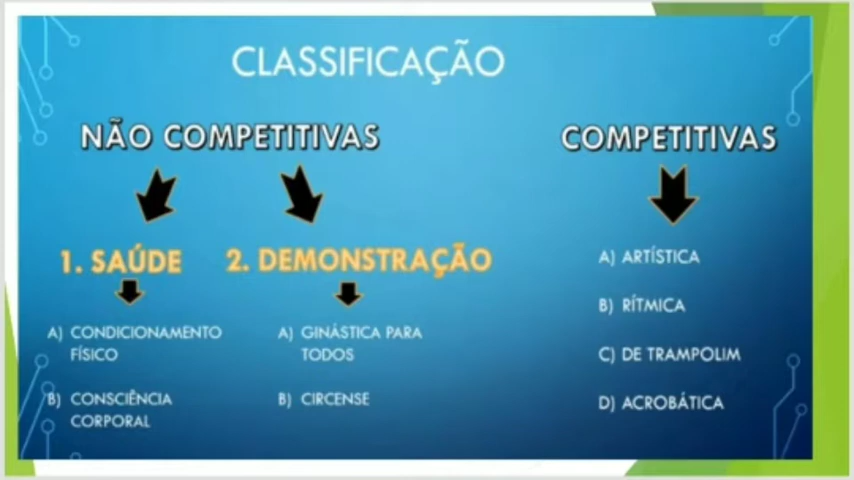 CLASSIFICAÇÃO
NÃO COMPETITIVAS
1. SAÚDE
A) CONDICIONAMENTO
FÍSICO
B) CONSCIÊNCIA
CORPORAL
2. DEMONSTRAÇÃO
A) GINÁSTICA PARA
TODOS
B) CIRCENSE
COMPETITIVAS
A) ARTÍSTICA
B) RÍTMICA
C) DE TRAMPOLIM
D) ACROBÁTICA